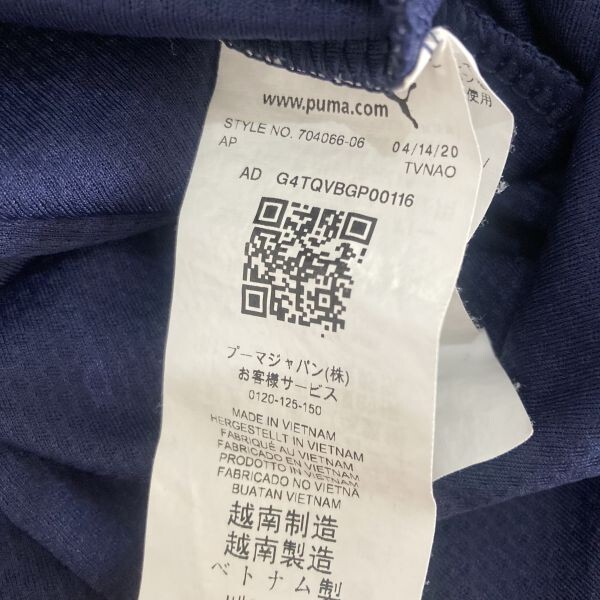 www.puma.com
STYLE NO. 704066-06 04/14/20
AP TVNAO
AD G4TQVBGP00116
プーマジャパン(株)
お客様サービス
0120-125-150
MADE IN VIETNAM
HERGESTELLT IN VIETNAM
FABRIQUÉ AU VIETNAM
FABRICADO EN VIETNAM
PRODOTTO IN VIETNAM
FABRICADO NO VIETNA
BUATAN VIETNAM
越南制造
越南製造
ベトナム製
使用